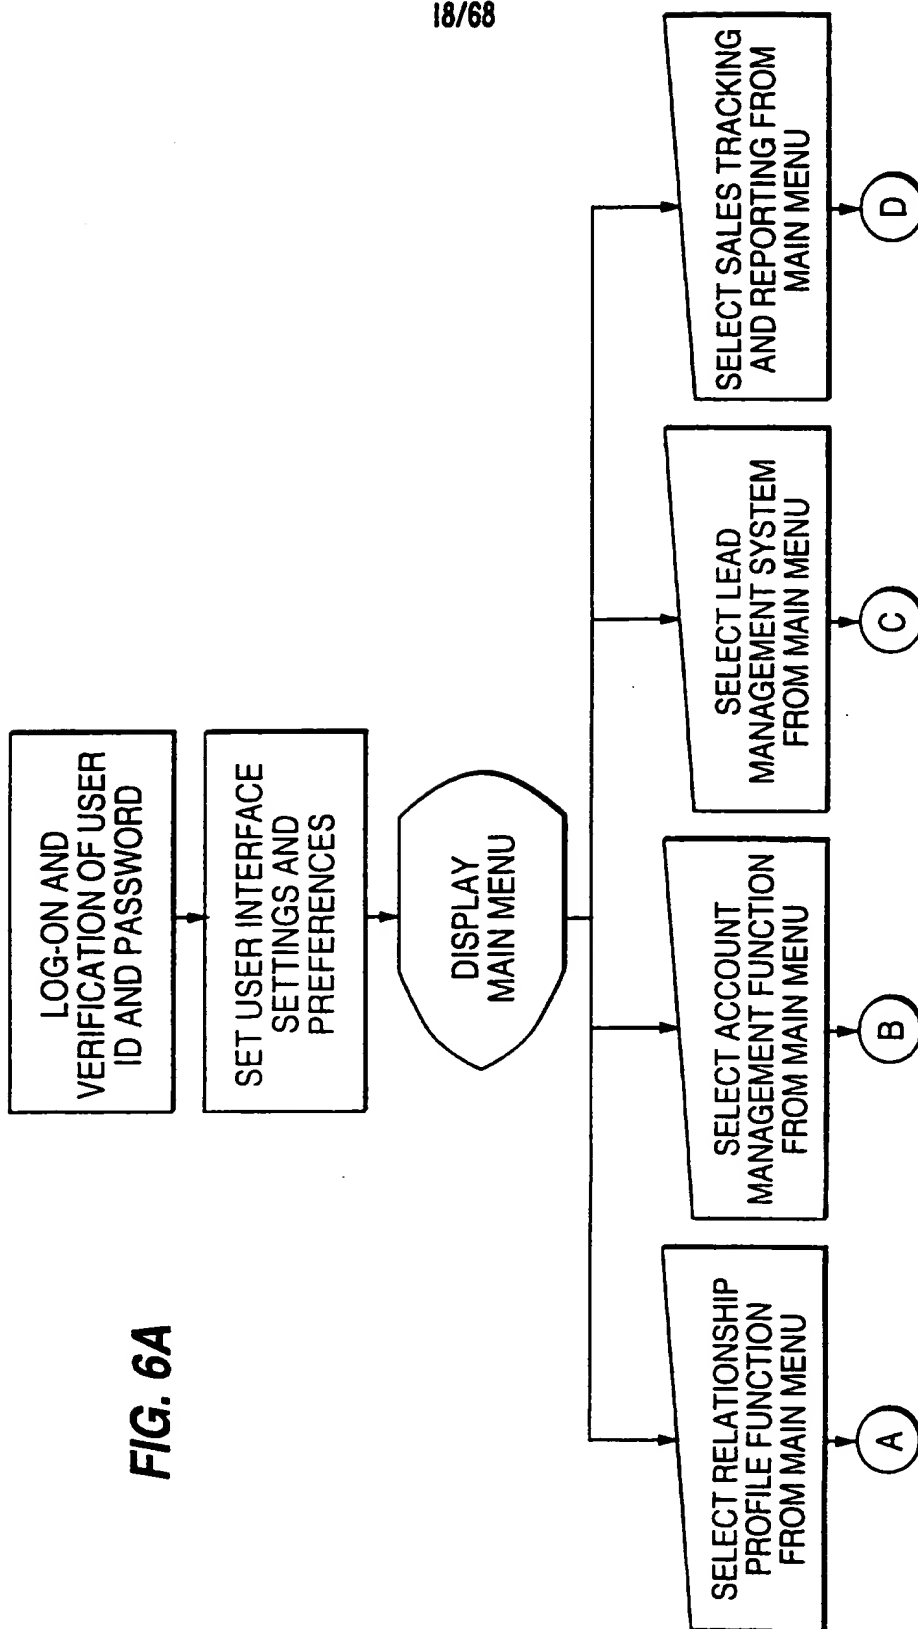 18/68
FIG. 6A
LOG-ON AND
VERIFICATION OF USER
ID AND PASSWORD
SET USER INTERFACE
SETTINGS AND
PREFERENCES
DISPLAY
MAIN MENU
SELECT RELATIONSHIP
PROFILE FUNCTION
FROM MAIN MENU
A
SELECT ACCOUNT
MANAGEMENT FUNCTION
FROM MAIN MENU
B
SELECT LEAD
MANAGEMENT SYSTEM
FROM MAIN MENU
C
SELECT SALES TRACKING
AND REPORTING FROM
MAIN MENU
D